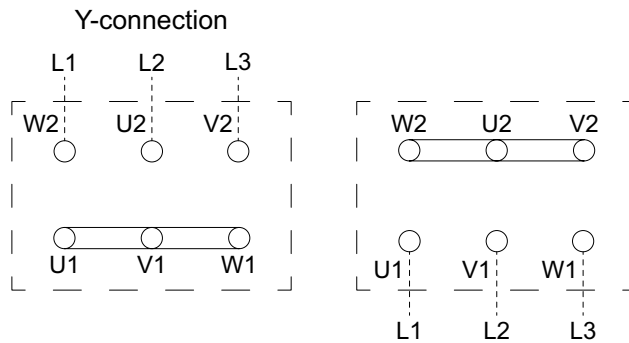 Y-connection
L1 L2 L3
W2 U2 V2
U1 V1 W1
W2 U2 V2
U1 V1 W1
L1 L2 L3